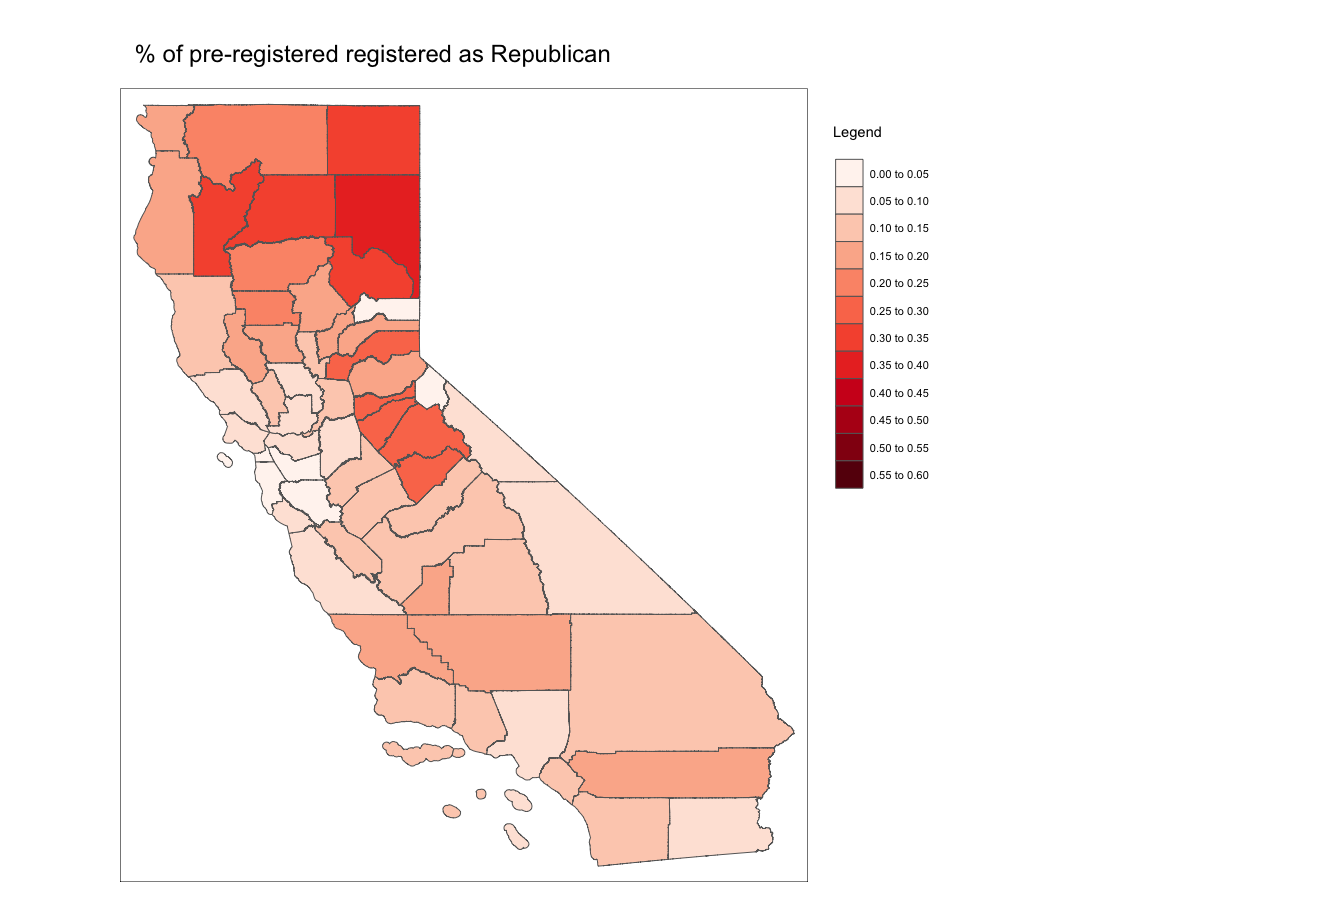 % of pre-registered registered as Republican
Legend
0.00 to 0.05
0.05 to 0.10
0.10 to 0.15
0.15 to 0.20
0.20 to 0.25
0.25 to 0.30
0.30 to 0.35
0.35 to 0.40
0.40 to 0.45
0.45 to 0.50
0.50 to 0.55
0.55 to 0.60